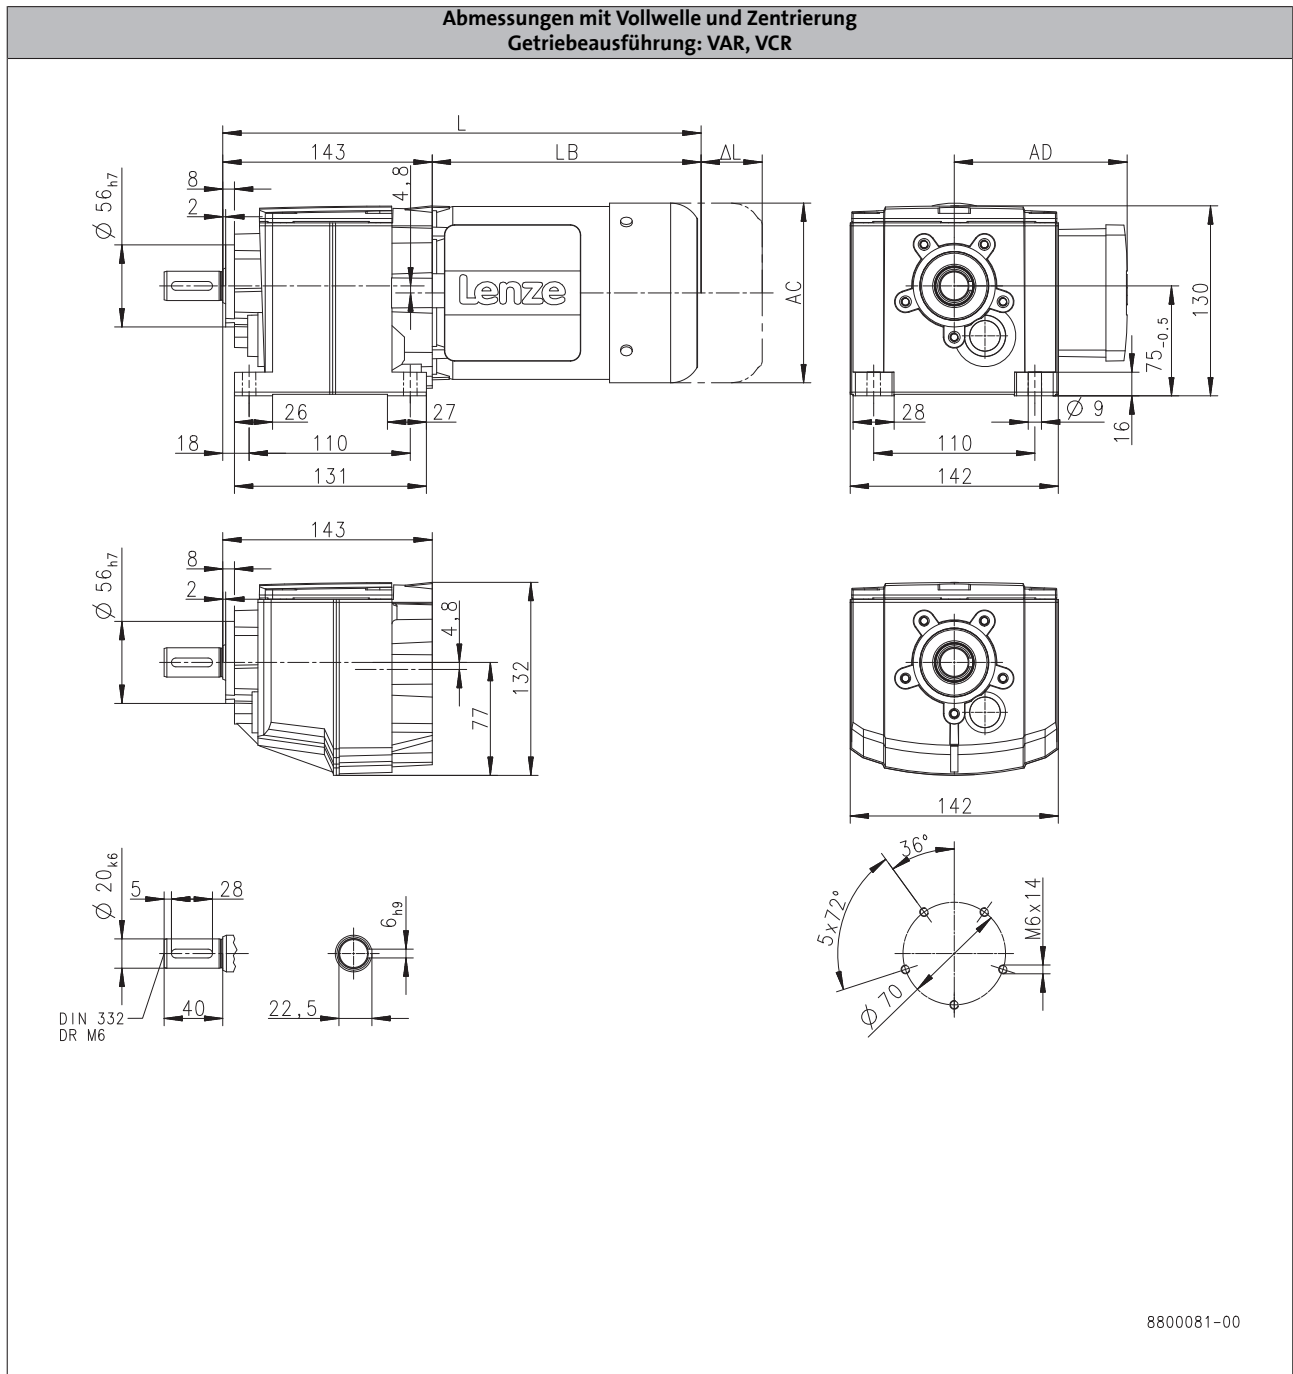 Abmessungen mit Vollwelle und Zentrierung
Getriebeausführung: VAR, VCR
L
143
LB
ΔL
AD
8
4,8
2
Ø 56h7
Lenze
AC
130
75-0.5
26
27
28
Ø 9
16
18
110
110
131
142
143
8
2
Ø 56h7
4,8
132
77
142
36°
Ø 20k6
5
28
6h9
5x72°
M6x14
40
22,5
Ø 70
DIN 332
DR M6
8800081-00